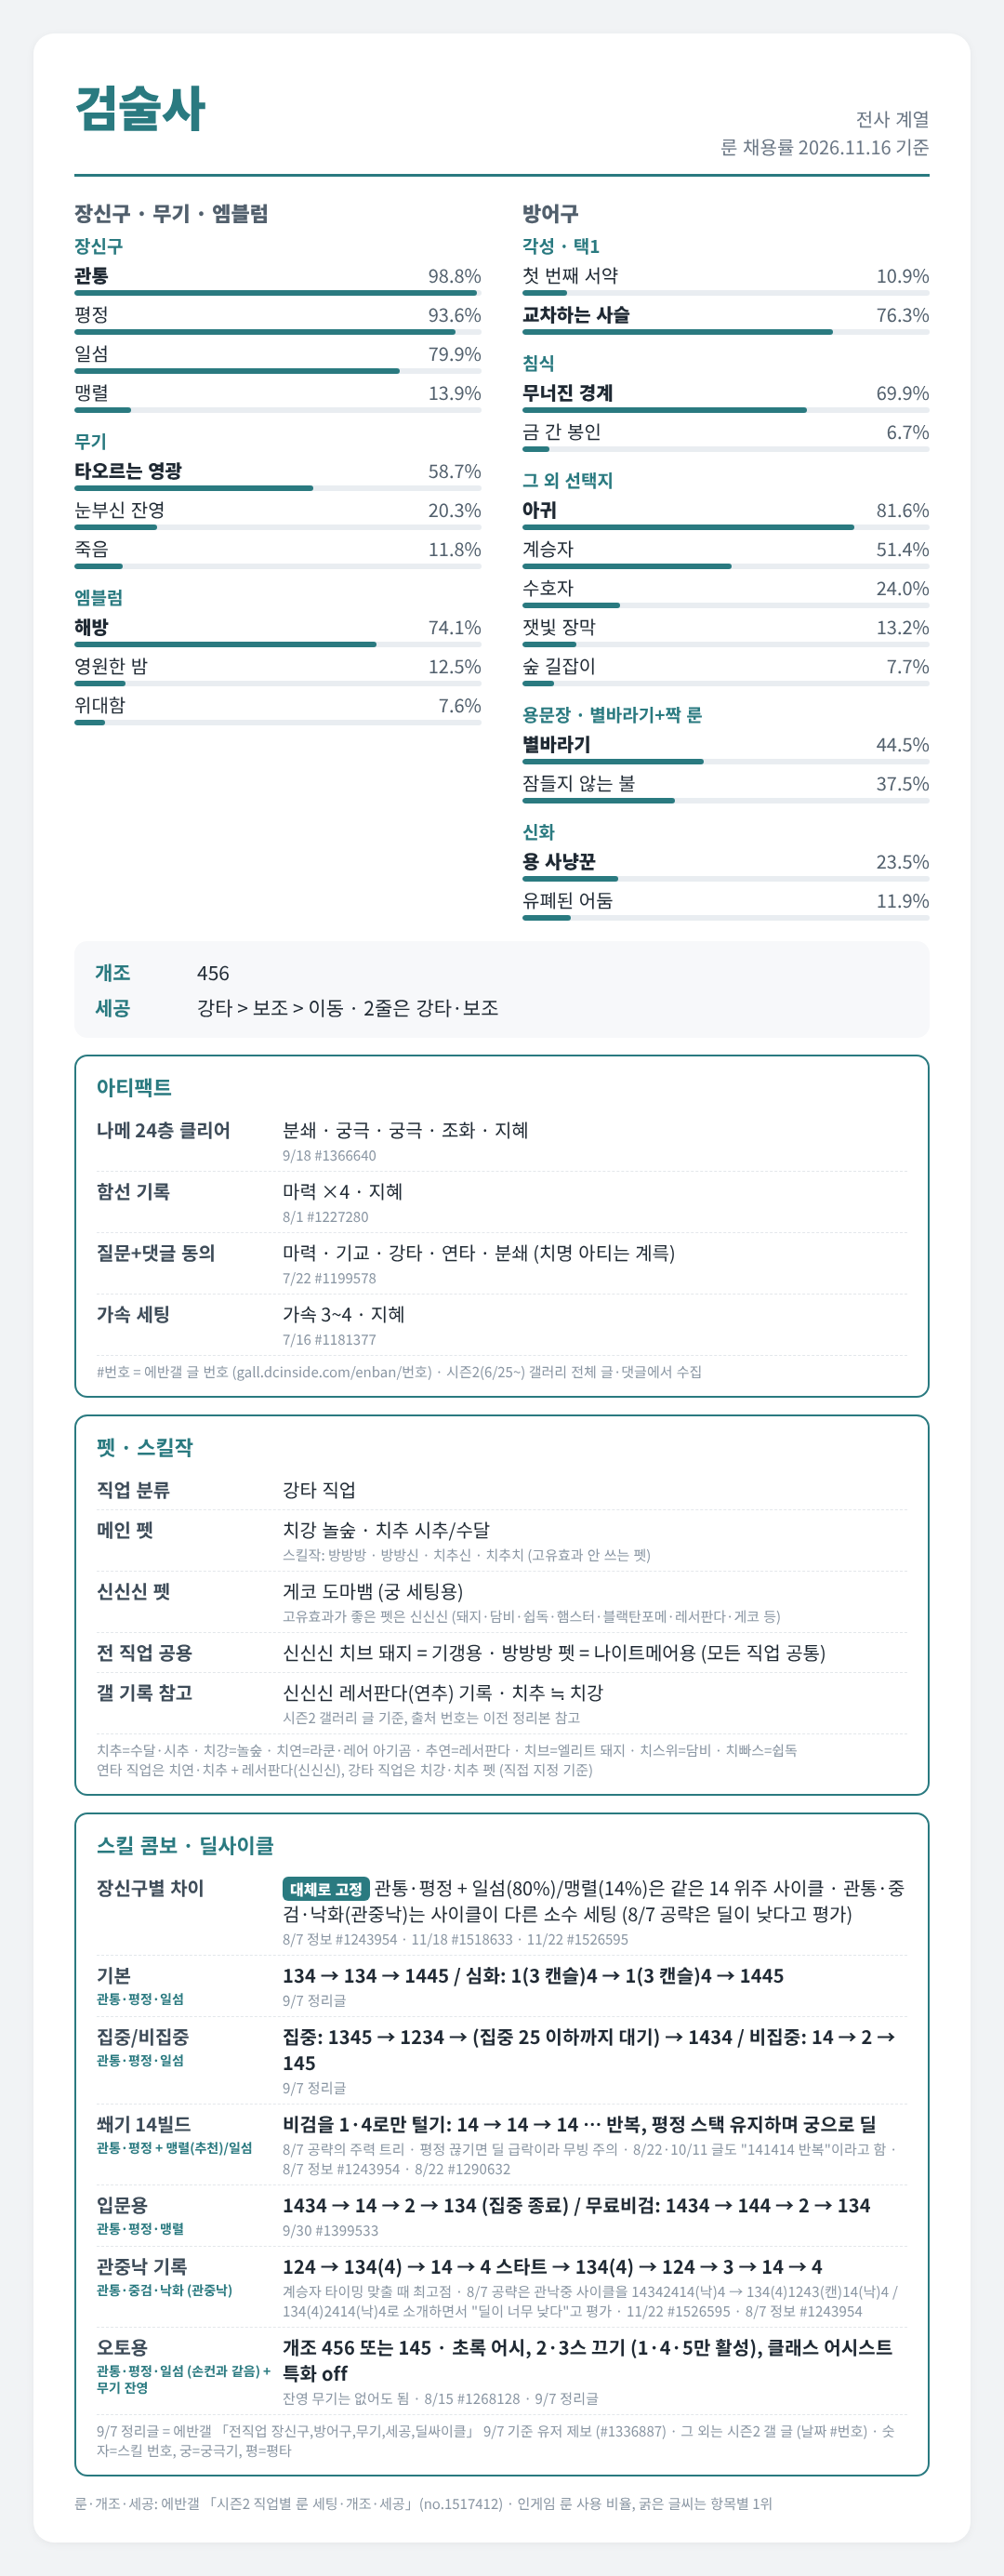 검술사
전사 계열
룬 채용률 2026.11.16 기준
장신구 · 무기 · 엠블럼
장신구
관통 98.8%
평정 93.6%
일섬 79.9%
맹렬 13.9%
무기
타오르는 영광 58.7%
눈부신 잔영 20.3%
죽음 11.8%
엠블럼
해방 74.1%
영원한 밤 12.5%
위대함 7.6%
방어구
각성 · 택1
첫 번째 서약 10.9%
교차하는 사슬 76.3%
침식
무너진 경계 69.9%
금 간 봉인 6.7%
그 외 선택지
아귀 81.6%
계승자 51.4%
수호자 24.0%
잿빛 장막 13.2%
숲 길잡이 7.7%
용문장 · 별바라기+짝 룬
별바라기 44.5%
잠들지 않는 불 37.5%
신화
용 사냥꾼 23.5%
유폐된 어둠 11.9%
개조 456
세공 강타 > 보조 > 이동 · 2줄은 강타·보조
아티팩트
나메 24층 클리어 분쇄 · 궁극 · 궁극 · 조화 · 지혜
9/18 #1366640
함선 기록 마력 ×4 · 지혜
8/1 #1227280
질문+댓글 동의 마력 · 기교 · 강타 · 연타 · 분쇄 (치명 아티는 계륵)
7/22 #1199578
가속 세팅 가속 3~4 · 지혜
7/16 #1181377
#번호 = 에반갤 글 번호 (gall.dcinside.com/enban/번호) · 시즌2(6/25~) 갤러리 전체 글·댓글에서 수집
펫 · 스킬작
직업 분류 강타 직업
메인 펫 치강 놀숲 · 치추 시추/수달
스킬작: 방방방 · 방방신 · 치추신 · 치추치 (고유효과 안 쓰는 펫)
신신신 펫 게코 도마뱀 (궁 세팅용)
고유효과가 좋은 펫은 신신신 (돼지·담비·쉽독·햄스터·블랙탄포메·레서판다·게코 등)
전 직업 공용 신신신 치브 돼지 = 기갱용 · 방방방 펫 = 나이트메어용 (모든 직업 공통)
갤 기록 참고 신신신 레서판다(연추) 기록 · 치추 ≒ 치강
시즌2 갤러리 글 기준, 출처 번호는 이전 정리본 참고
치추=수달·시추 · 치강=놀숲 · 치연=라쿤·레어 아기곰 · 추연=레서판다 · 치브=엘리트 돼지 · 치스위=담비 · 치빠스=쉽독
연타 직업은 치연·치추 + 레서판다(신신신), 강타 직업은 치강·치추 펫 (직접 지정 기준)
스킬 콤보 · 딜사이클
장신구별 차이 대체로 고정 관통·평정 + 일섬(80%)/맹렬(14%)은 같은 14 위주 사이클 · 관통·중
검·낙화(관중낙)는 사이클이 다른 소수 세팅 (8/7 공략은 딜이 낮다고 평가)
8/7 정보 #1243954 · 11/18 #1518633 · 11/22 #1526595
기본 134 → 134 → 1445 / 심화: 1(3 캔슬)4 → 1(3 캔슬)4 → 1445
관통·평정·일섬 9/7 정리글
집중/비집중 집중: 1345 → 1234 → (집중 25 이하까지 대기) → 1434 / 비집중: 14 → 2 →
관통·평정·일섬 145
9/7 정리글
쐐기 14빌드 비검을 1·4로만 털기: 14 → 14 → 14 ··· 반복, 평정 스택 유지하며 궁으로 딜
관통·평정 + 맹렬(추천)/일섬 8/7 공략의 주력 트리 · 평정 끊기면 딜 급락이라 무빙 주의 · 8/22·10/11 글도 "141414 반복"이라고 함 ·
8/7 정보 #1243954 · 8/22 #1290632
입문용 1434 → 14 → 2 → 134 (집중 종료) / 무료비검: 1434 → 144 → 2 → 134
관통·평정·맹렬 9/30 #1399533
관중낙 기록 124 → 134(4) → 14 → 4 스타트 → 134(4) → 124 → 3 → 14 → 4
관통·중검·낙화 (관중낙) 계승자 타이밍 맞출 때 최고점 · 8/7 공략은 관낙중 사이클을 14342414(낙)4 → 134(4)1243(캔)14(낙)4 /
134(4)2414(낙)4로 소개하면서 "딜이 너무 낮다"고 평가 · 11/22 #1526595 · 8/7 정보 #1243954
오토용 개조 456 또는 145 · 초록 어시, 2·3스 끄기 (1·4·5만 활성), 클래스 어시스트
관통·평정·일섬 (손컨과 같음) + 특화 off
무기 잔영 잔영 무기는 없어도 됨 · 8/15 #1268128 · 9/7 정리글
9/7 정리글 = 에반갤 「전직업 장신구,방어구,무기,세공,딜싸이클」 9/7 기준 유저 제보 (#1336887) · 그 외는 시즌2 갤 글 (날짜 #번호) · 숫
자=스킬 번호, 궁=궁극기, 평=평타
룬·개조·세공: 에반갤 「시즌2 직업별 룬 세팅·개조·세공」(no.1517412) · 인게임 룬 사용 비율, 굵은 글씨는 항목별 1위